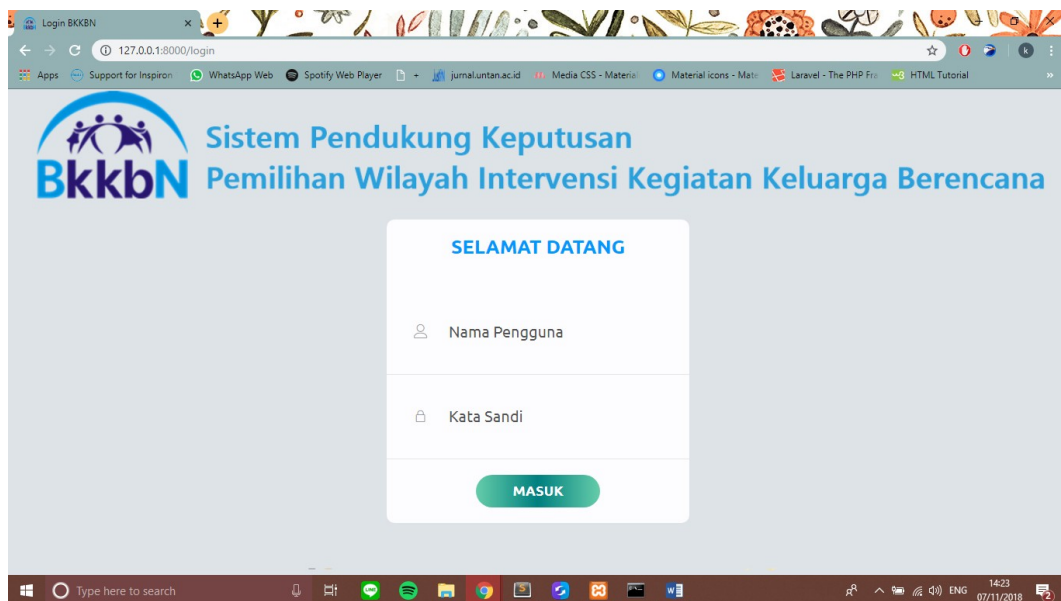 Login BKKBN
127.0.0.1:8000/login
Apps Support for Inspiron WhatsApp Web Spotify Web Player + jurnal.untan.ac.id Media CSS - Material Material icons - Mate Laravel - The PHP Fra HTML Tutorial »
k
BkkbN
Sistem Pendukung Keputusan
Pemilihan Wilayah Intervensi Kegiatan Keluarga Berencana
SELAMAT DATANG
Nama Pengguna
Kata Sandi
MASUK
Type here to search
ENG
14:23
07/11/2018
2